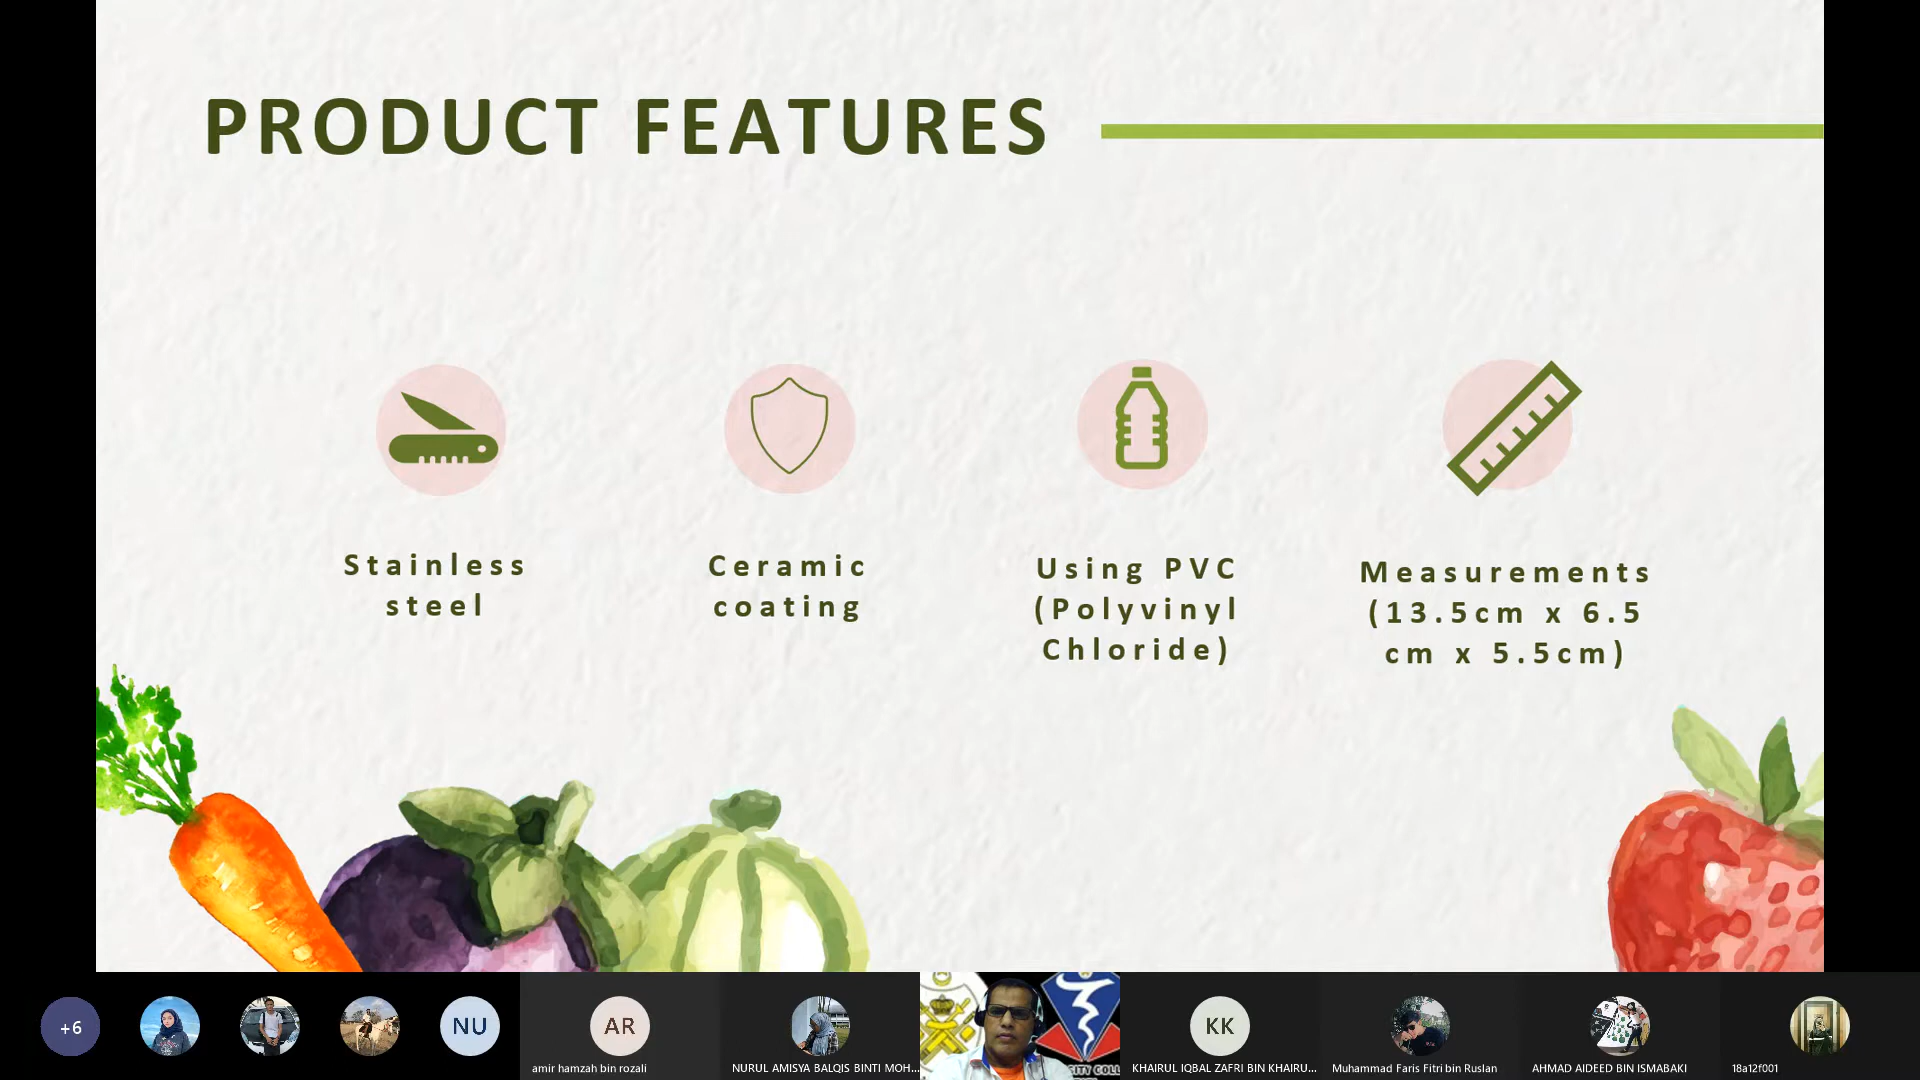 PRODUCT FEATURES
Stainless
steel
Ceramic
coating
Using PVC
(Polyvinyl
Chloride)
Measurements
(13.5cm x 6.5
cm x 5.5cm)
+6
NU
AR
KK
amir hamzah bin rozali
NURUL AMISYA BALQIS BINTI MOH...
CITY COLL
KHAIRUL IQBAL ZAFRI BIN KHAIRU...
Muhammad Faris Fitri bin Ruslan
AHMAD AIDEED BIN ISMABAKI
18a12f001